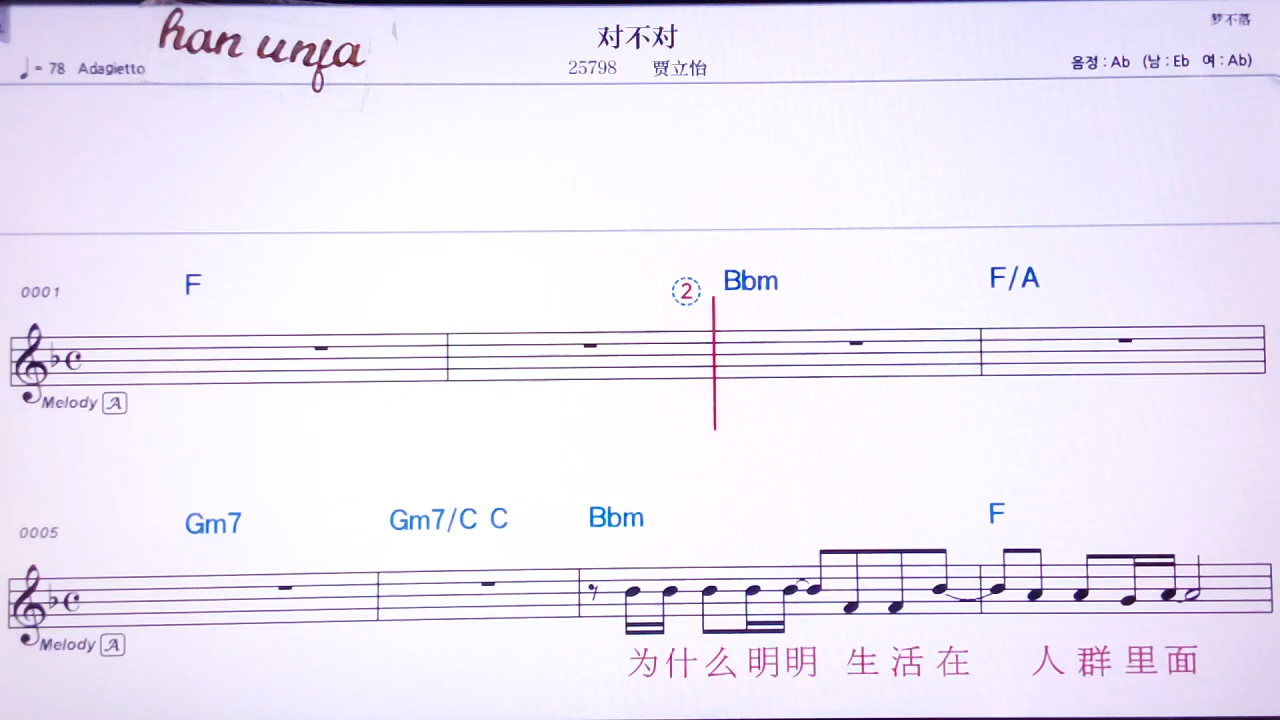 han unfa
对不对
梦不落
♩= 78 Adagietto
25798 贾立怡
음정 : Ab (남 : Eb 여 : Ab)
F ② Bbm F/A
0001
Melody A
Gm7 Gm7/C C Bbm F
0005
Melody A
为什么明明 生活在 人群里面